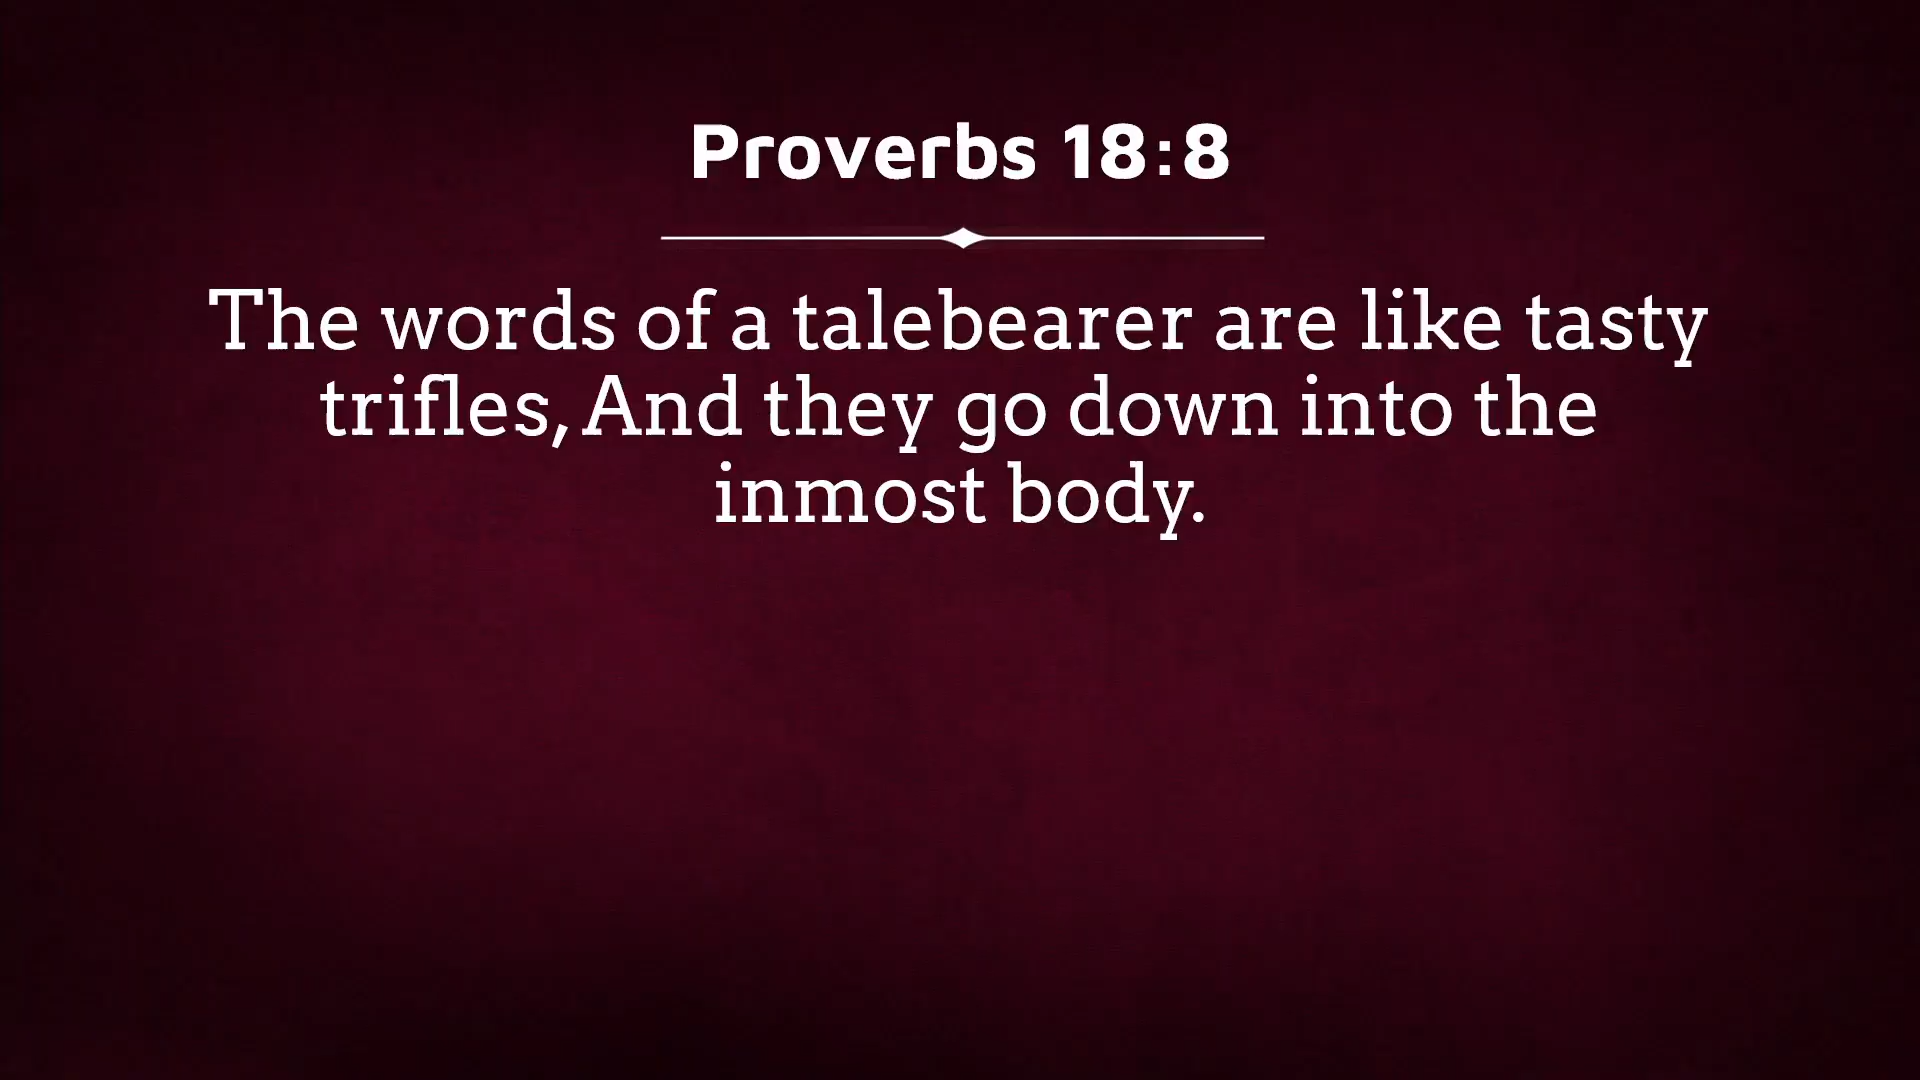 Proverbs 18:8
The words of a talebearer are like tasty
trifles, And they go down into the
inmost body.